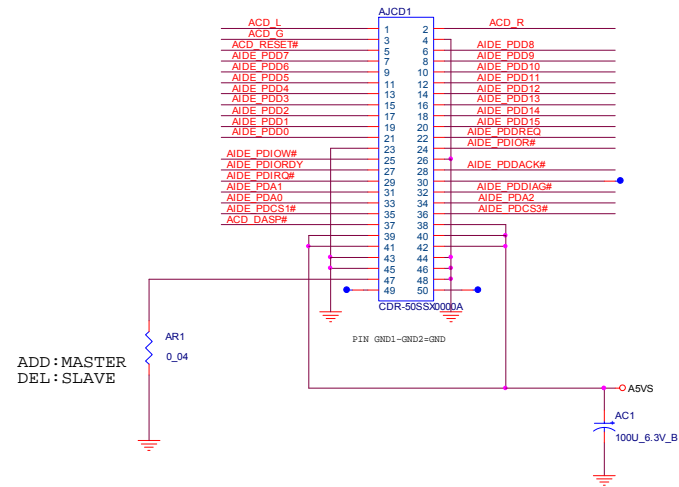 AJCD1
ACD_L 1 2 ACD_R
ACD_G 3 4
ACD_RESET# 5 6 AIDE_PDD8
AIDE_PDD7 7 8 AIDE_PDD9
AIDE_PDD6 9 10 AIDE_PDD10
AIDE_PDD5 11 12 AIDE_PDD11
AIDE_PDD4 13 14 AIDE_PDD12
AIDE_PDD3 15 16 AIDE_PDD13
AIDE_PDD2 17 18 AIDE_PDD14
AIDE_PDD1 19 20 AIDE_PDD15
AIDE_PDD0 21 22 AIDE_PDDREQ
23 24 AIDE_PDIOR#
AIDE_PDIOW# 25 26
AIDE_PDIORDY 27 28 AIDE_PDDACK#
AIDE_PDIRQ# 29 30
AIDE_PDA1 31 32 AIDE_PDDIAG#
AIDE_PDA0 33 34 AIDE_PDA2
AIDE_PDCS1# 35 36 AIDE_PDCS3#
ACD_DASP# 37 38
39 40
41 42
43 44
45 46
47 48
49 50
CDR-50SSX0000A
PIN GND1~GND2=GND
AR1
0_04
ADD:MASTER
DEL:SLAVE
A5VS
AC1
+
100U_6.3V_B